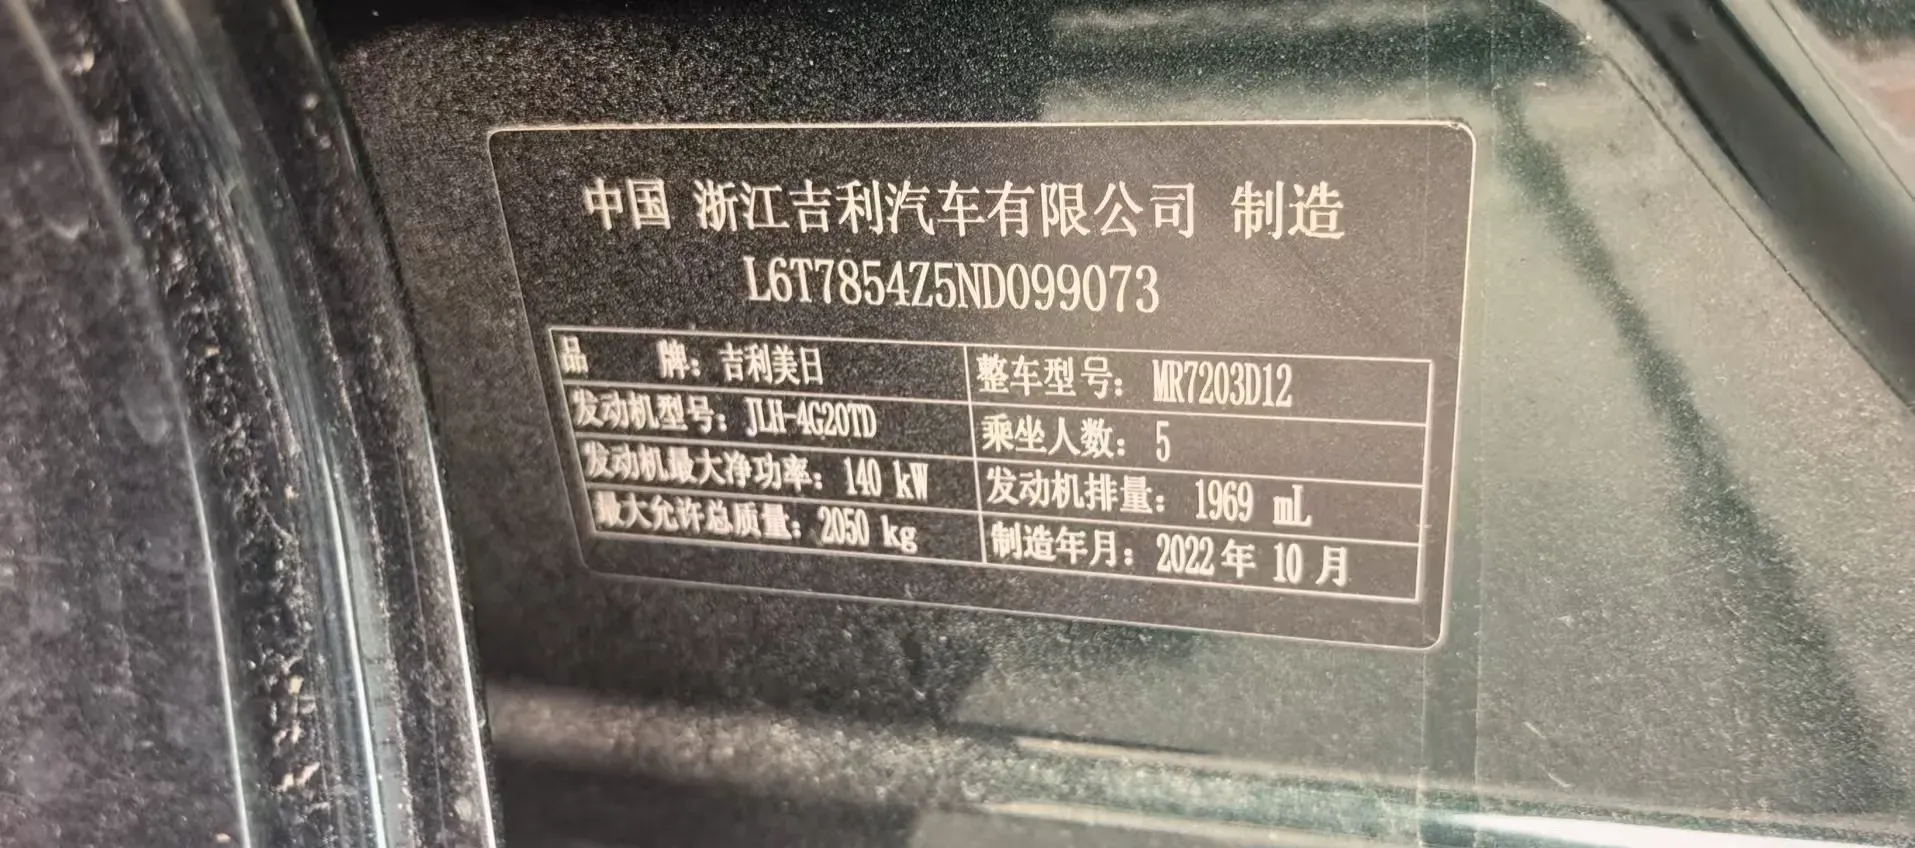 中国 浙江吉利汽车有限公司 制造
L6T7854Z5ND099073
品 牌：吉利美日 整车型号：MR7203D12
发动机型号：JLH-4G20TD 乘坐人数：5
发动机最大净功率：140 kW 发动机排量：1969 mL
最大允许总质量：2050 kg 制造年月：2022年 10 月